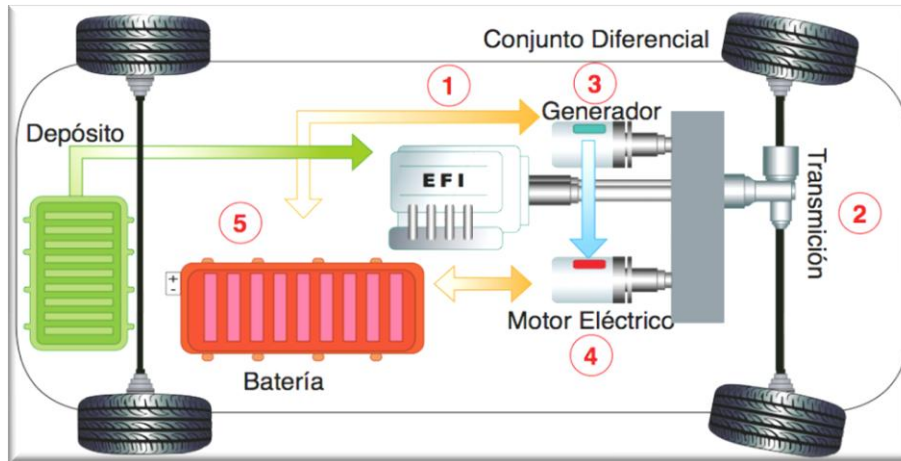 Conjunto Diferencial
1
3
Generador
Depósito
EFI
Transmición
2
5
+
-
Motor Eléctrico
4
Batería